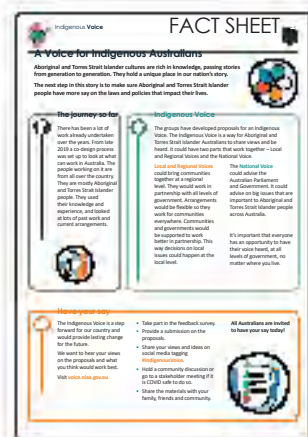 Indigenous Voice
FACT SHEET
A Voice for Indigenous Australians
Aboriginal and Torres Strait Islander cultures are rich in knowledge, passing stories
from generation to generation. They hold a unique place in our nation's story.
The next step in this story is to make sure Aboriginal and Torres Strait Islander
people have more say on the laws and policies that impact their lives.
The journey so far
There has been a lot of
work already undertaken
over the years. From late
2019 a co-design process
was set up to look at what
can work in Australia. The
people working on it are
from all over the country.
They are mostly Aboriginal
and Torres Strait Islander
people. They used
their knowledge and
experience, and looked
at lots of past work and
current arrangements.
Indigenous Voice
The groups have developed proposals for an Indigenous
Voice. The Indigenous Voice is a way for Aboriginal and
Torres Strait Islander Australians to share views and be
heard. It could have two parts that work together – Local
and Regional Voices and the National Voice.
Local and Regional Voices
could bring communities
together at a regional
level. They would work in
partnership with all levels of
government. Arrangements
would be flexible so they
work for communities
everywhere. Communities
and governments would
be supported to work
better in partnership. This
way decisions on local
issues could happen at the
local level.
The National Voice
could advise the
Australian Parliament
and Government. It could
advise on big issues that are
important to Aboriginal and
Torres Strait Islander people
across Australia.
It's important that everyone
has an opportunity to have
their voice heard, at all
levels of government, no
matter where you live.
Have your say
The Indigenous Voice is a step
forward for our country and
would provide lasting change
for the future.
We want to hear your views
on the proposals and what
you think would work best.
Visit voice.niaa.gov.au
• Take part in the feedback survey.
• Provide a submission on the
proposals.
• Share your views and ideas on
social media tagging
#IndigenousVoice.
• Hold a community discussion or
go to a stakeholder meeting if it
is COVID safe to do so.
• Share the materials with your
family, friends and community.
All Australians are invited
to have your say today!